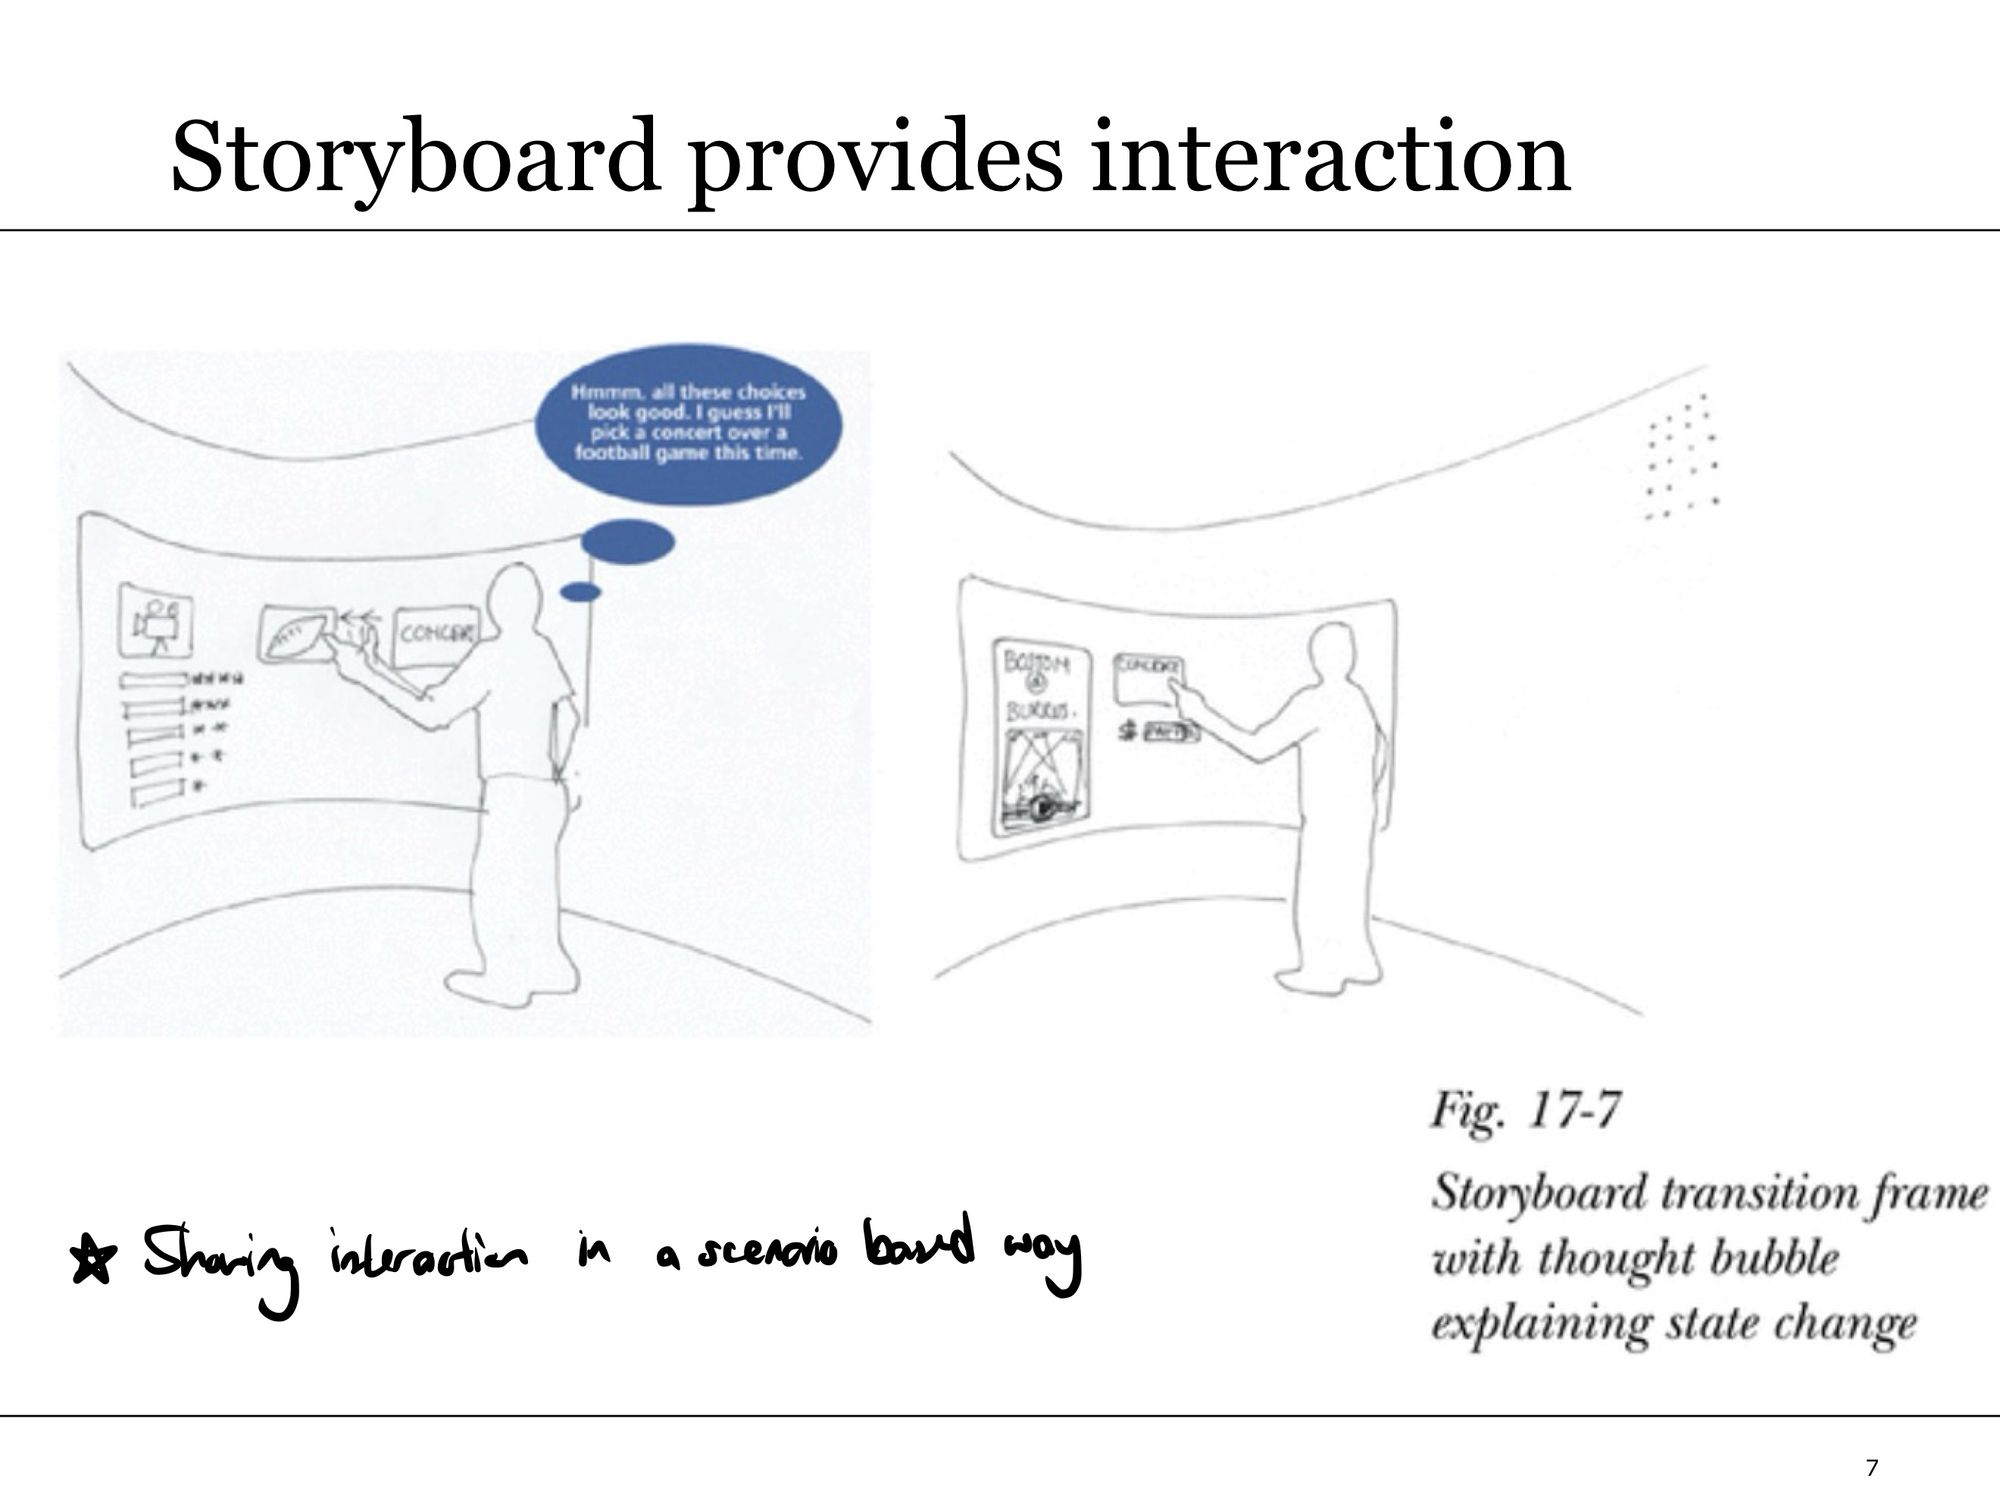 Storyboard provides interaction
Hmmm, all these choices
look good. I guess I'll
pick a concert over a
football game this time.
CONCERT
BOSTON
@
CONCERT
$
Fig. 17-7
Storyboard transition frame
with thought bubble
explaining state change
☆ Sharing interaction in a scenario based way
7